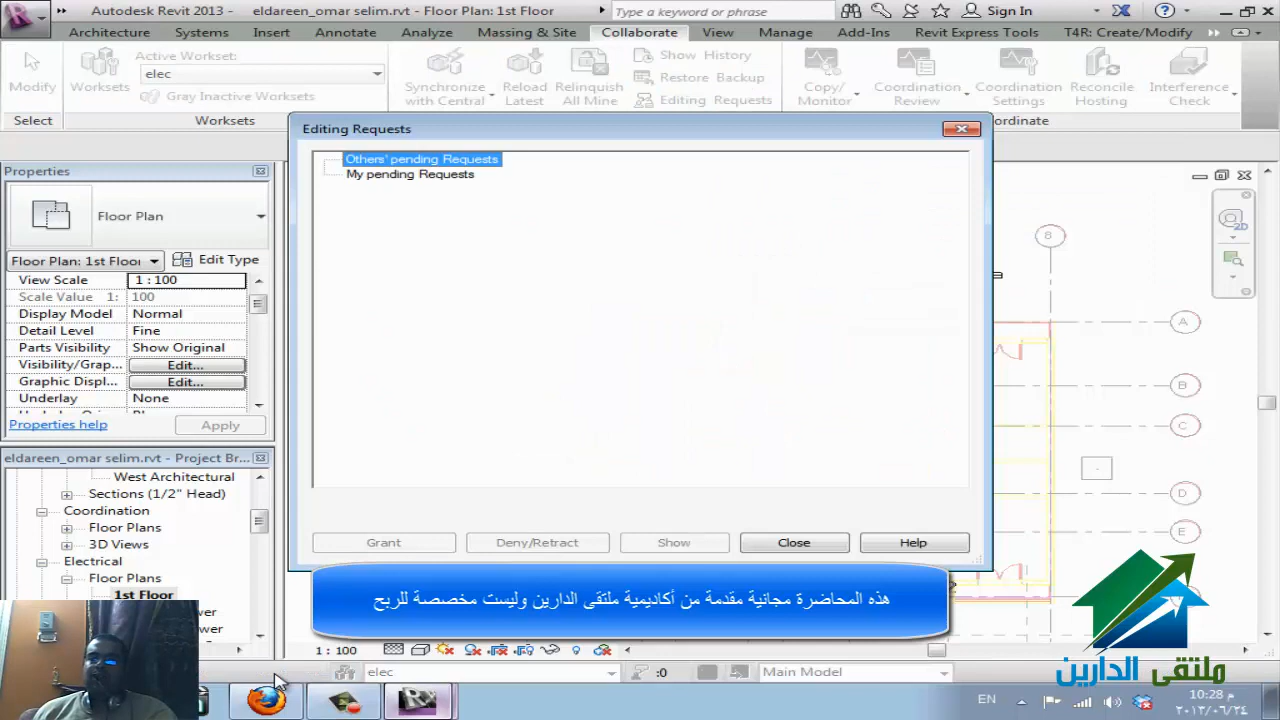 Autodesk Revit 2013 - eldareen_omar selim.rvt - Floor Plan: 1st Floor
Type a keyword or phrase
Sign In
Architecture Systems Insert Annotate Analyze Massing & Site Collaborate View Manage Add-Ins Revit Express Tools T4R: Create/Modify
Modify
Worksets
Active Workset:
elec
Gray Inactive Worksets
Synchronize with Central
Reload Latest
Relinquish All Mine
Show History
Restore Backup
Editing Requests
Copy/ Monitor
Coordination Review
Coordination Settings
Reconcile Hosting
Interference Check
Select
Worksets
oordinate
Editing Requests
Others' pending Requests
My pending Requests
Grant
Deny/Retract
Show
Close
Help
Properties
Floor Plan
Floor Plan: 1st Floor
Edit Type
View Scale 1 : 100
Scale Value 1: 100
Display Model Normal
Detail Level Fine
Parts Visibility Show Original
Visibility/Grap... Edit...
Graphic Displ... Edit...
Underlay None
Properties help
Apply
eldareen_omar selim.rvt - Project Br...
West Architectural
Sections (1/2" Head)
Coordination
Floor Plans
3D Views
Electrical
Floor Plans
1st Floor
2D
8
A
B
C
D
E
هذه المحاضرة مجانية مقدمة من أكاديمية ملتقى الدارين وليست مخصصة للربح
ملتقى الدارين
1 : 100
elec
:0
Main Model
EN
10:28 م
٢٠١٣/٠٦/٢٤